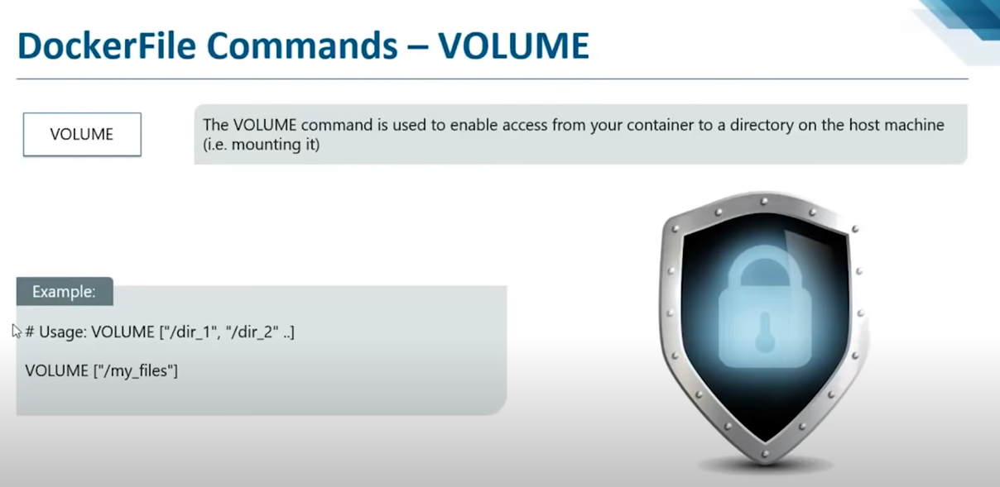 DockerFile Commands – VOLUME
VOLUME
The VOLUME command is used to enable access from your container to a directory on the host machine
(i.e. mounting it)
Example:
# Usage: VOLUME ["/dir_1", "/dir_2" ..]
VOLUME ["/my_files"]